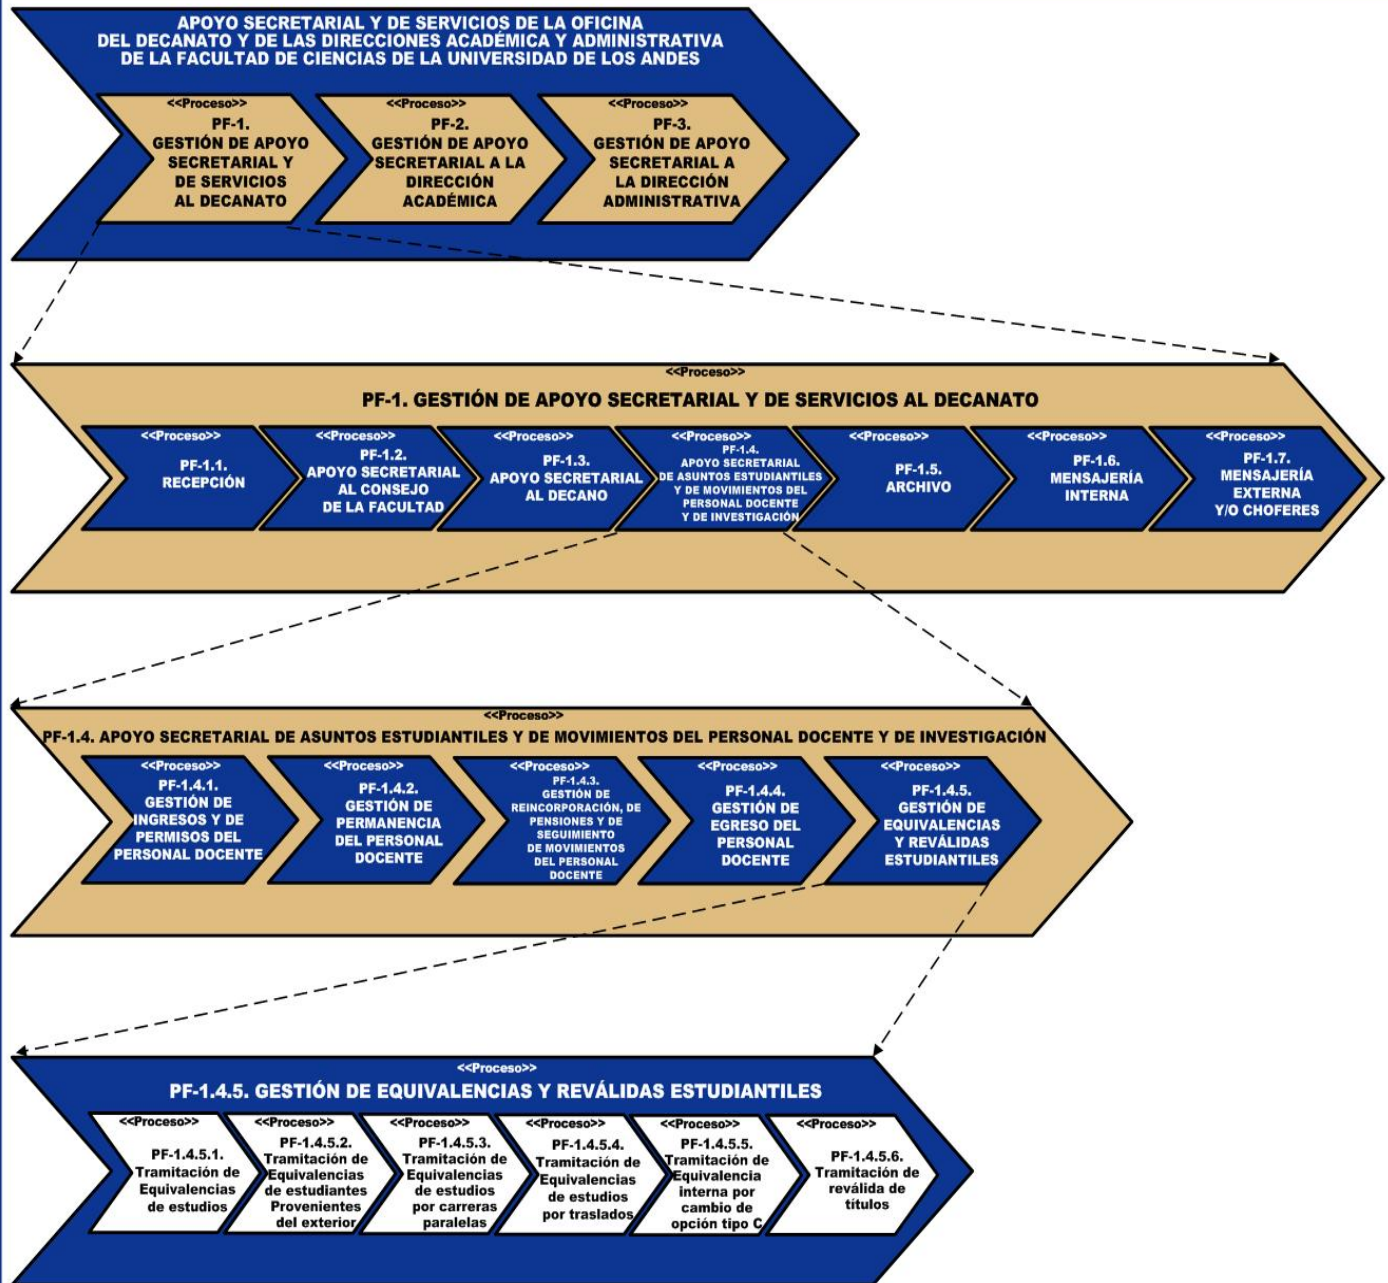 APOYO SECRETARIAL Y DE SERVICIOS DE LA OFICINA
DEL DECANATO Y DE LAS DIRECCIONES ACADÉMICA Y ADMINISTRATIVA
DE LA FACULTAD DE CIENCIAS DE LA UNIVERSIDAD DE LOS ANDES
<<Proceso>>
PF-1.
GESTIÓN DE APOYO
SECRETARIAL Y
DE SERVICIOS
AL DECANATO
<<Proceso>>
PF-2.
GESTIÓN DE APOYO
SECRETARIAL A LA
DIRECCIÓN
ACADÉMICA
<<Proceso>>
PF-3.
GESTIÓN DE APOYO
SECRETARIAL A
LA DIRECCIÓN
ADMINISTRATIVA
<<Proceso>>
PF-1. GESTIÓN DE APOYO SECRETARIAL Y DE SERVICIOS AL DECANATO
<<Proceso>>
PF-1.1.
RECEPCIÓN
<<Proceso>>
PF-1.2.
APOYO SECRETARIAL
AL CONSEJO
DE LA FACULTAD
<<Proceso>>
PF-1.3.
APOYO SECRETARIAL
AL DECANO
<<Proceso>>
PF-1.4.
APOYO SECRETARIAL
DE ASUNTOS ESTUDIANTILES
Y DE MOVIMIENTOS DEL
PERSONAL DOCENTE
Y DE INVESTIGACIÓN
<<Proceso>>
PF-1.5.
ARCHIVO
<<Proceso>>
PF-1.6.
MENSAJERÍA
INTERNA
<<Proceso>>
PF-1.7.
MENSAJERÍA
EXTERNA
Y/O CHOFERES
<<Proceso>>
PF-1.4. APOYO SECRETARIAL DE ASUNTOS ESTUDIANTILES Y DE MOVIMIENTOS DEL PERSONAL DOCENTE Y DE INVESTIGACIÓN
<<Proceso>>
PF-1.4.1.
GESTIÓN DE
INGRESOS Y DE
PERMISOS DEL
PERSONAL DOCENTE
<<Proceso>>
PF-1.4.2.
GESTIÓN DE
PERMANENCIA
DEL PERSONAL
DOCENTE
<<Proceso>>
PF-1.4.3.
GESTIÓN DE
REINCORPORACIÓN, DE
PENSIONES Y DE
SEGUIMIENTO
DE MOVIMIENTOS
DEL PERSONAL
DOCENTE
<<Proceso>>
PF-1.4.4.
GESTIÓN DE
EGRESO DEL
PERSONAL
DOCENTE
<<Proceso>>
PF-1.4.5.
GESTIÓN DE
EQUIVALENCIAS
Y REVÁLIDAS
ESTUDIANTILES
<<Proceso>>
PF-1.4.5. GESTIÓN DE EQUIVALENCIAS Y REVÁLIDAS ESTUDIANTILES
<<Proceso>>
PF-1.4.5.1.
Tramitación de
Equivalencias
de estudios
<<Proceso>>
PF-1.4.5.2.
Tramitación de
Equivalencias
de estudiantes
Provenientes
del exterior
<<Proceso>>
PF-1.4.5.3.
Tramitación de
Equivalencias
de estudios
por carreras
paralelas
<<Proceso>>
PF-1.4.5.4.
Tramitación de
Equivalencias
de estudios
por traslados
<<Proceso>>
PF-1.4.5.5.
Tramitación de
Equivalencia
interna por
cambio de
opción tipo C
<<Proceso>>
PF-1.4.5.6.
Tramitación de
reválida de
títulos